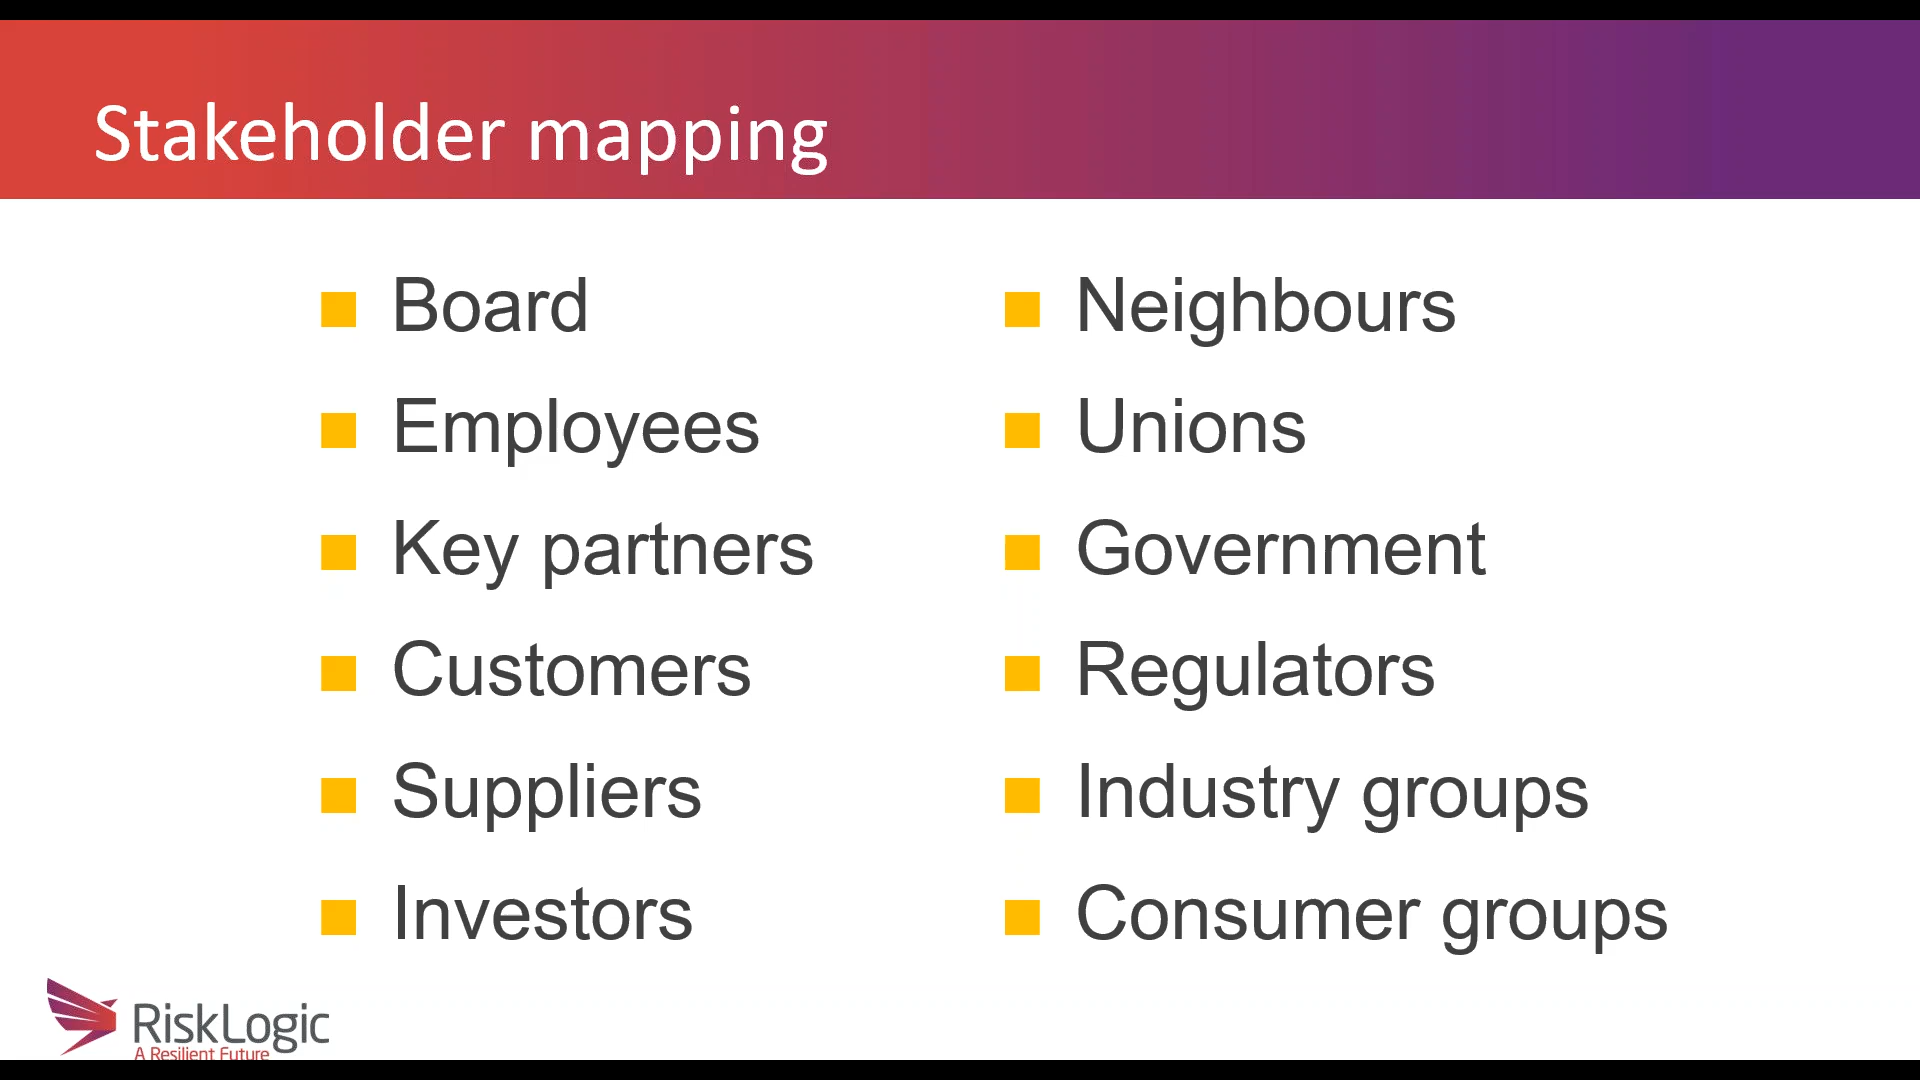 Stakeholder mapping
Board
Employees
Key partners
Customers
Suppliers
Investors
Neighbours
Unions
Government
Regulators
Industry groups
Consumer groups
RiskLogic
A Resilient Future